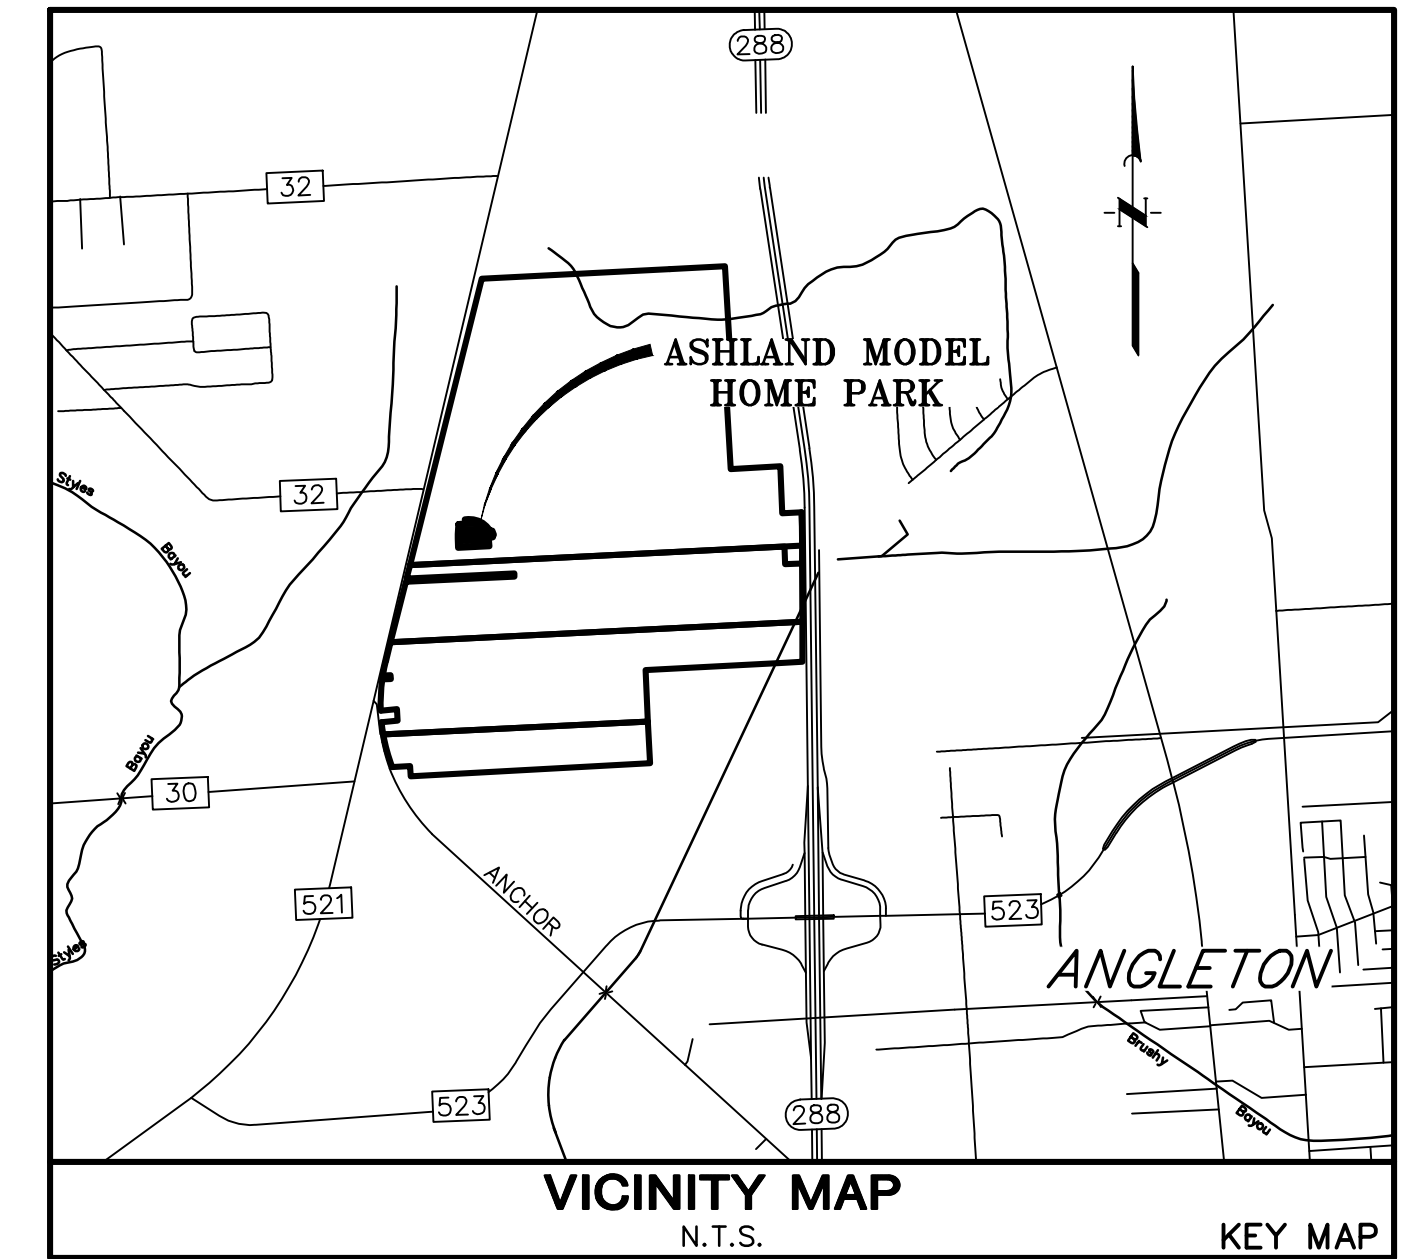 288
32
N
ASHLAND MODEL
HOME PARK
32
Styles
Bayou
Bayou
30
521
ANCHOR
523
Styles
ANGLETON
Brushy
523
288
Bayou
VICINITY MAP
N.T.S.
KEY MAP